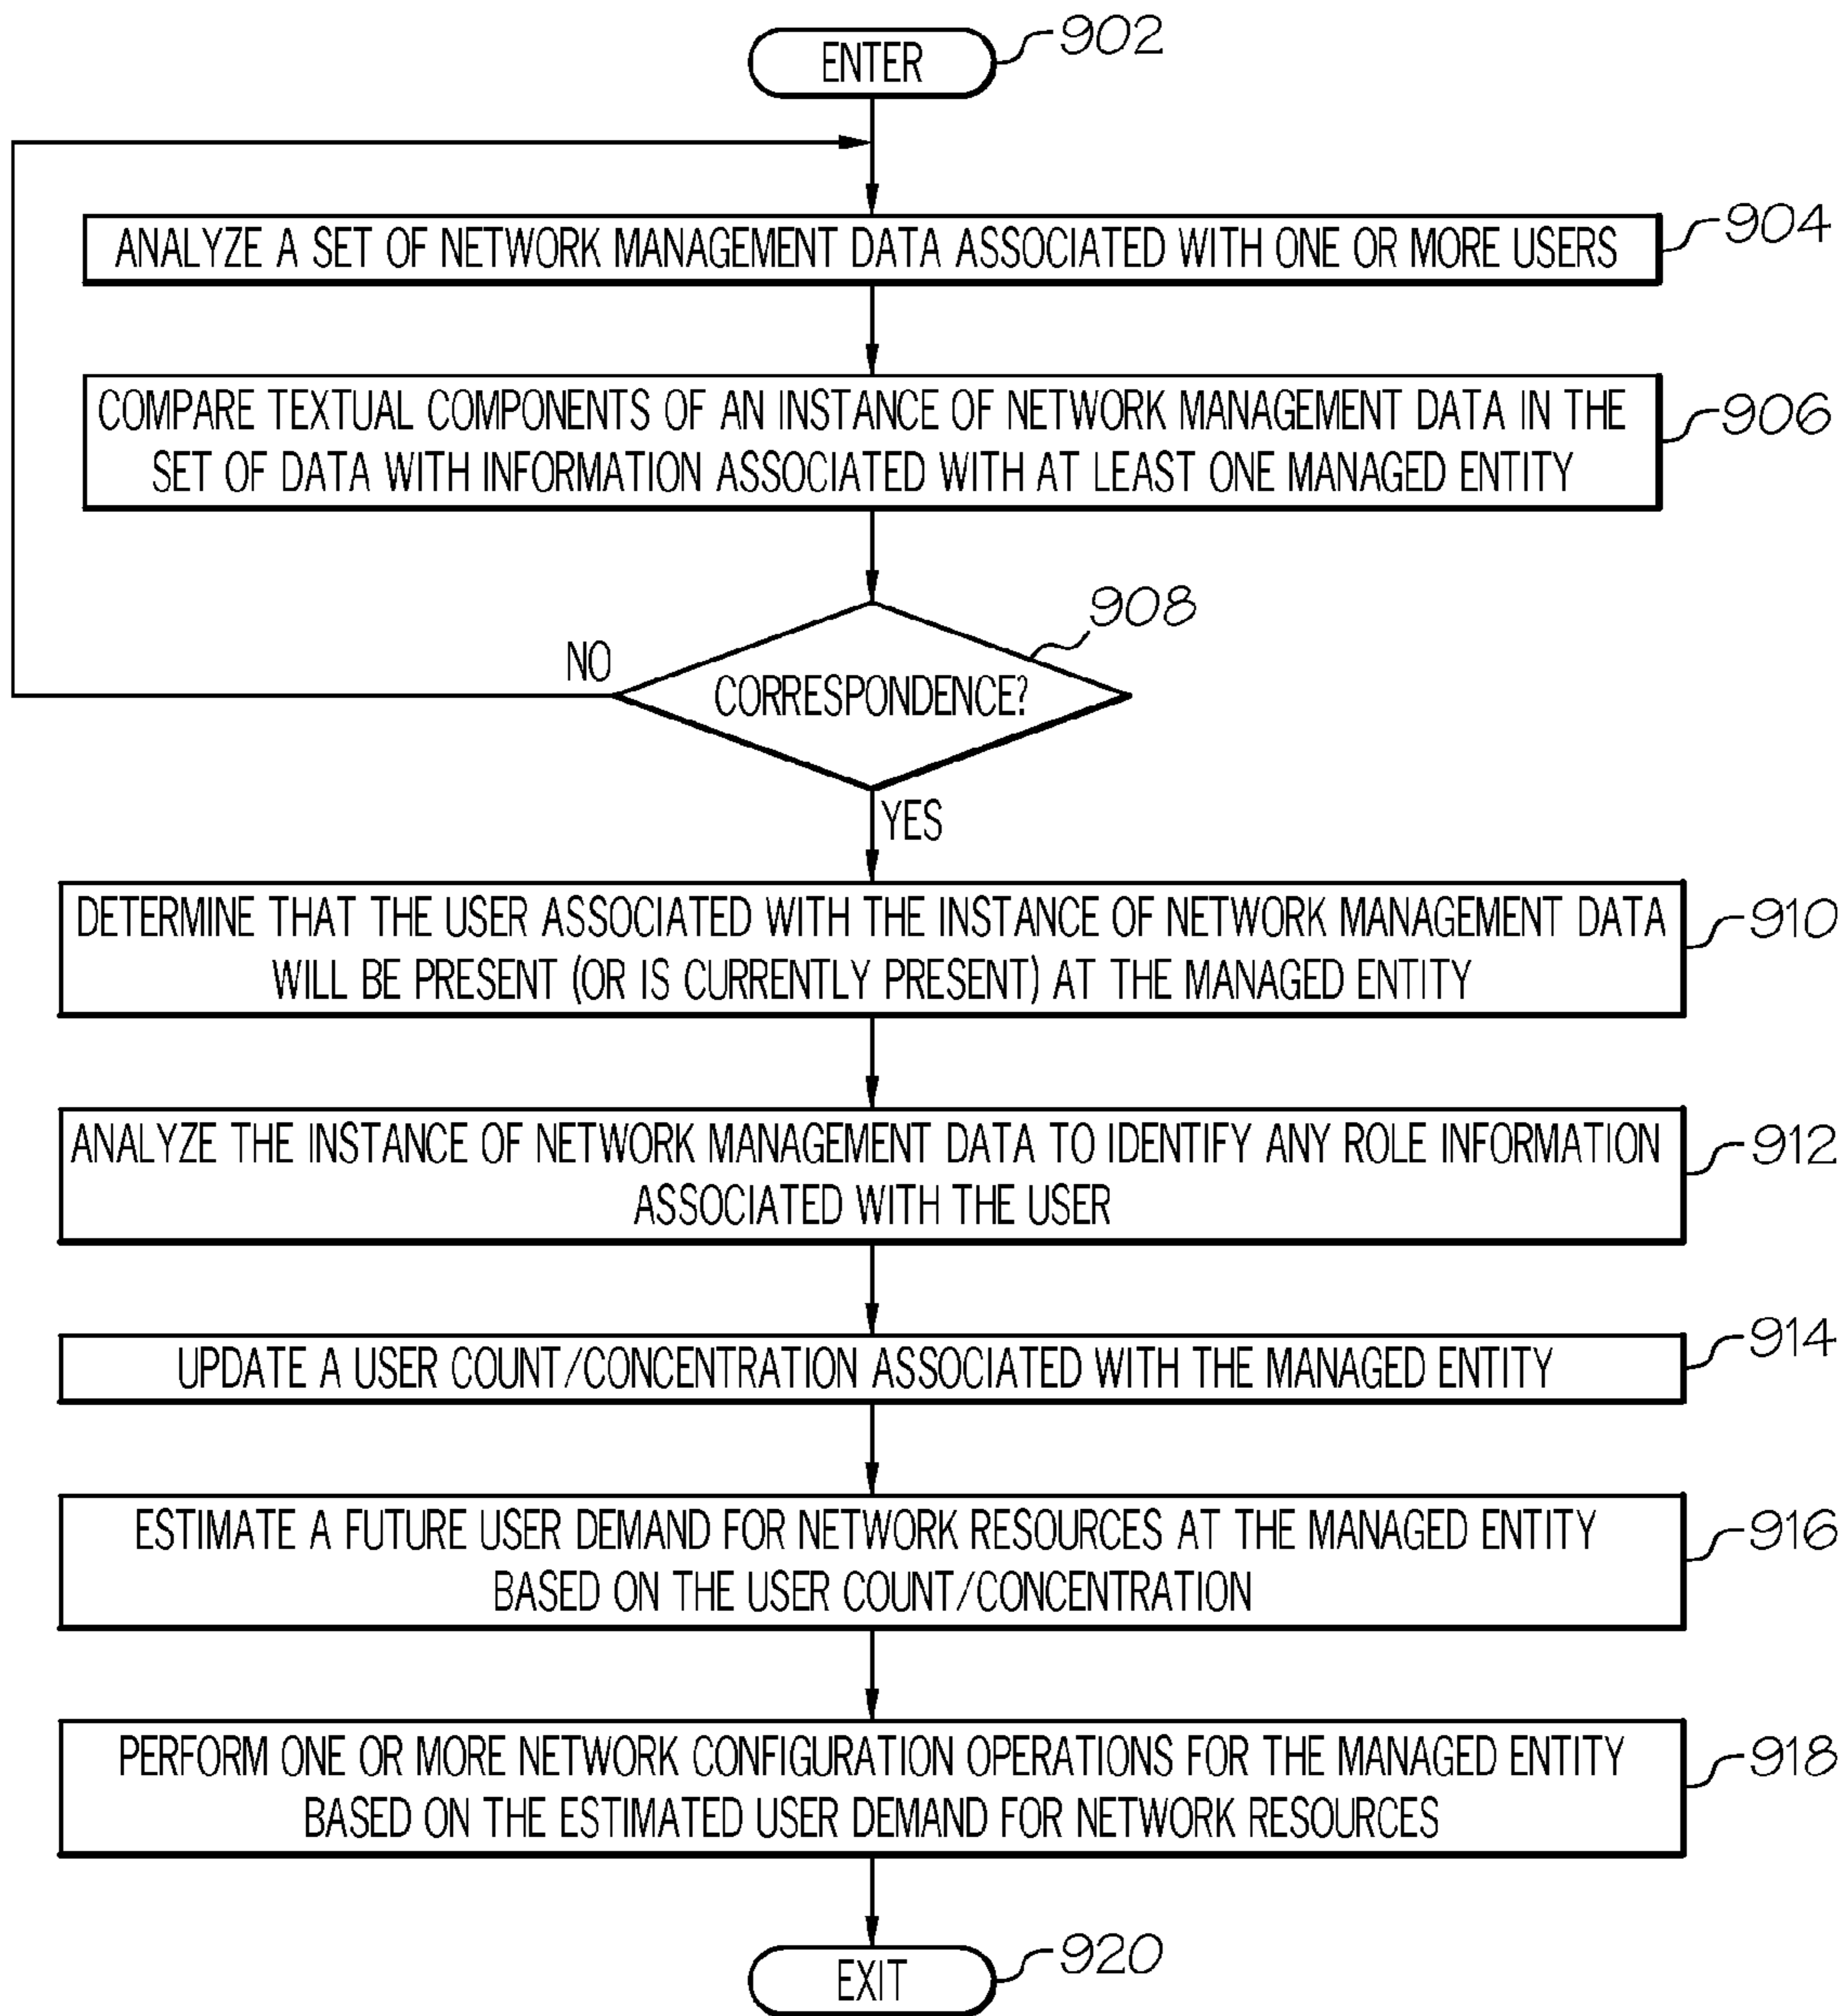 ENTER
902
ANALYZE A SET OF NETWORK MANAGEMENT DATA ASSOCIATED WITH ONE OR MORE USERS
904
COMPARE TEXTUAL COMPONENTS OF AN INSTANCE OF NETWORK MANAGEMENT DATA IN THE
SET OF DATA WITH INFORMATION ASSOCIATED WITH AT LEAST ONE MANAGED ENTITY
906
908
NO
CORRESPONDENCE?
YES
DETERMINE THAT THE USER ASSOCIATED WITH THE INSTANCE OF NETWORK MANAGEMENT DATA
WILL BE PRESENT (OR IS CURRENTLY PRESENT) AT THE MANAGED ENTITY
910
ANALYZE THE INSTANCE OF NETWORK MANAGEMENT DATA TO IDENTIFY ANY ROLE INFORMATION
ASSOCIATED WITH THE USER
912
UPDATE A USER COUNT/CONCENTRATION ASSOCIATED WITH THE MANAGED ENTITY
914
ESTIMATE A FUTURE USER DEMAND FOR NETWORK RESOURCES AT THE MANAGED ENTITY
BASED ON THE USER COUNT/CONCENTRATION
916
PERFORM ONE OR MORE NETWORK CONFIGURATION OPERATIONS FOR THE MANAGED ENTITY
BASED ON THE ESTIMATED USER DEMAND FOR NETWORK RESOURCES
918
EXIT
920